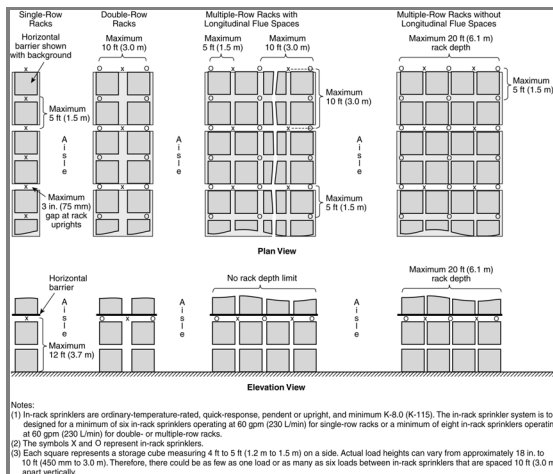 Single-Row
Racks
Double-Row
Racks
Multiple-Row Racks with
Longitudinal Flue Spaces
Multiple-Row Racks without
Longitudinal Flue Spaces
Horizontal
barrier shown
with background
Maximum
10 ft (3.0 m)
Maximum
5 ft (1.5 m)
Maximum
10 ft (3.0 m)
Maximum 20 ft (6.1 m)
rack depth
Maximum
5 ft (1.5 m)
Maximum
10 ft (3.0 m)
Maximum
5 ft (1.5 m)
Aisle
Aisle
Aisle
Maximum
3 in. (75 mm)
gap at rack
uprights
Maximum
5 ft (1.5 m)
Plan View
Horizontal
barrier
No rack depth limit
Maximum 20 ft (6.1 m)
rack depth
Aisle
Aisle
Aisle
Maximum
12 ft (3.7 m)
Elevation View
Notes:
(1) In-rack sprinklers are ordinary-temperature-rated, quick-response, pendent or upright, and minimum K-8.0 (K-115). The in-rack sprinkler system is to
designed for a minimum of six in-rack sprinklers operating at 60 gpm (230 L/min) for single-row racks or a minimum of eight in-rack sprinklers
at 60 gpm (230 L/min) for double- or multiple-row racks.
(2) The symbols X and O represent in-rack sprinklers.
(3) Each square represents a storage cube measuring 4 ft to 5 ft (1.2 m to 1.5 m) on a side. Actual load heights can vary from approximately 18 in. to
10 ft (450 mm to 3.0 m). Therefore, there could be as few as one load or as many as six loads between in-rack sprinklers that are spaced 10 ft (3.0
apart vertically.